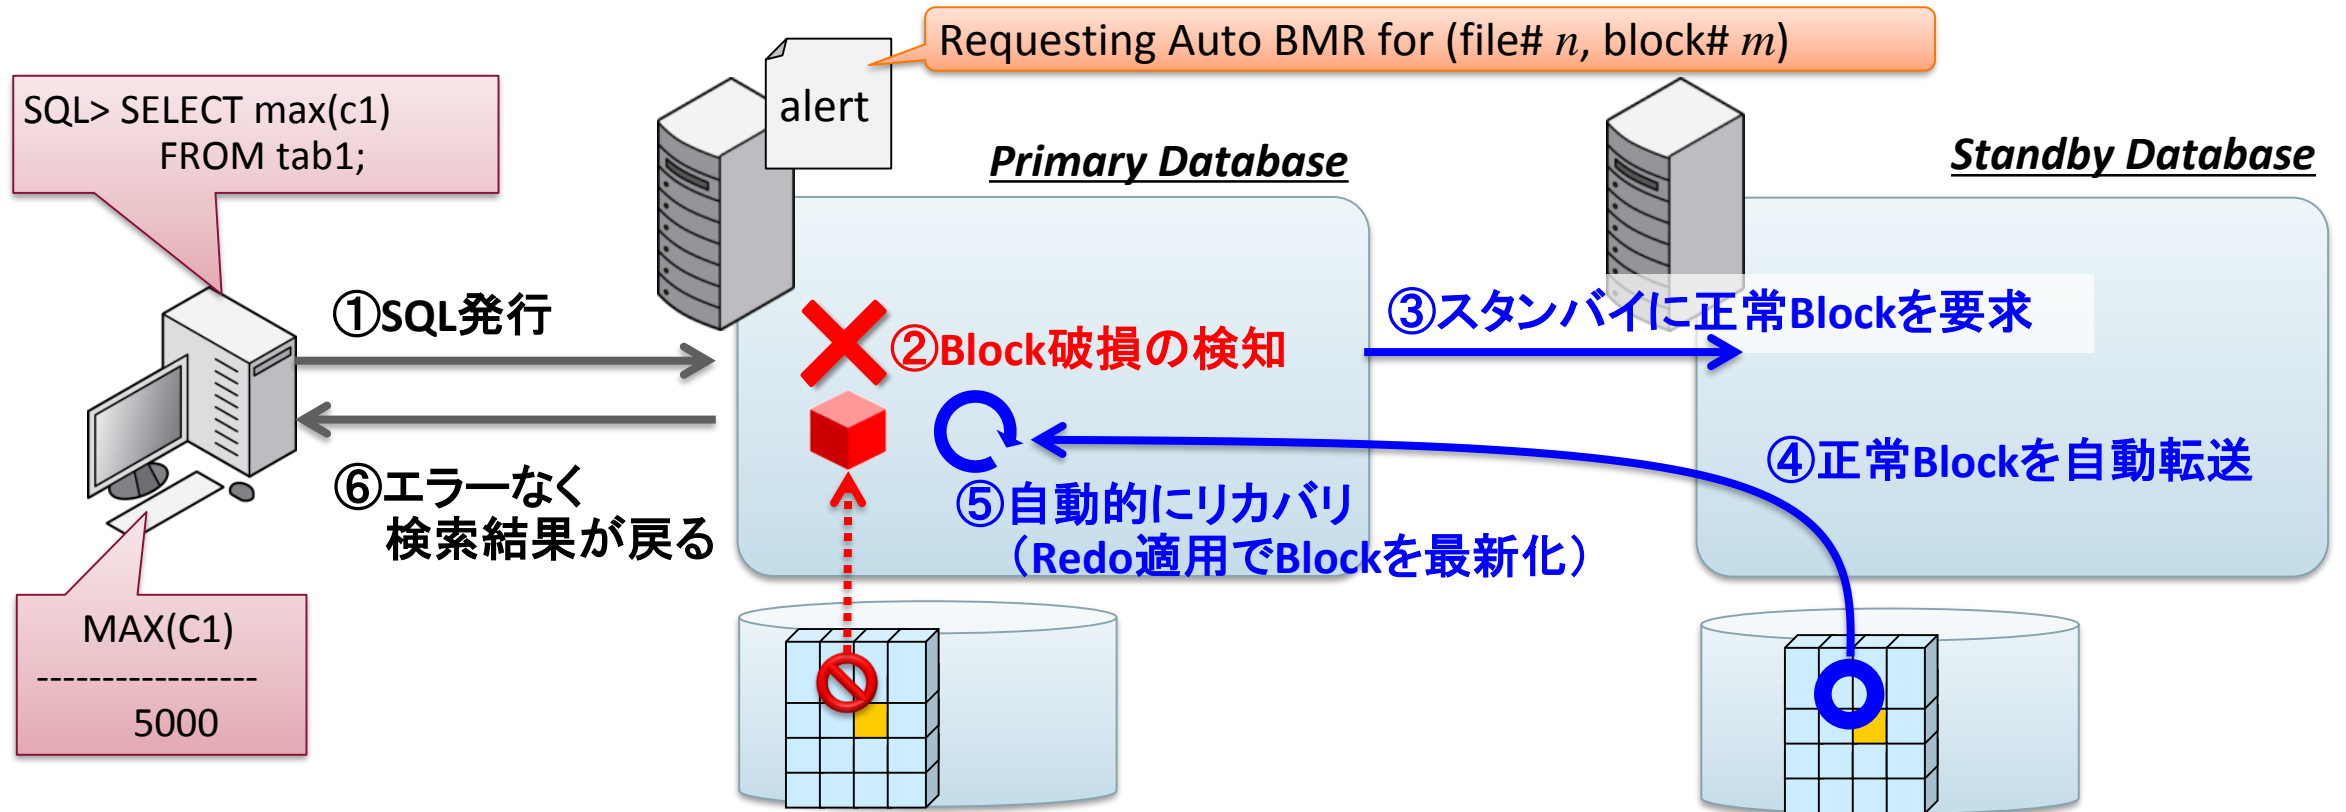 Requesting Auto BMR for (file# n, block# m)
SQL> SELECT max(c1)
FROM tab1;
alert
Primary Database
Standby Database
①SQL発行
②Block破損の検知
③スタンバイに正常Blockを要求
④正常Blockを自動転送
⑤自動的にリカバリ
（Redo適用でBlockを最新化）
⑥エラーなく
検索結果が戻る
MAX(C1)
-----------------
5000